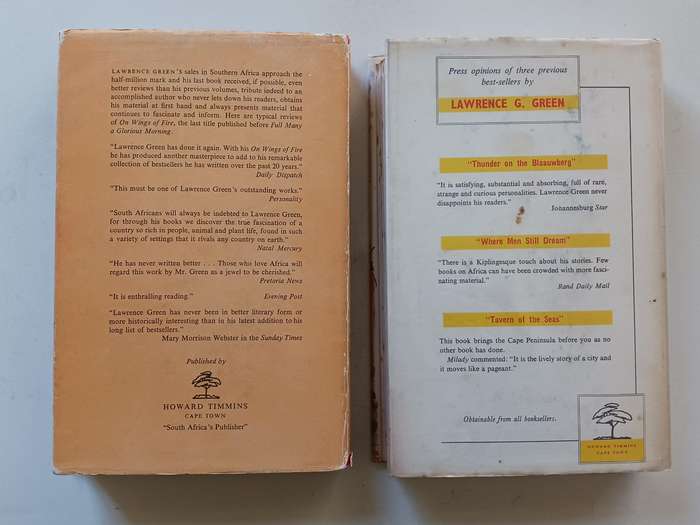 LAWRENCE GREEN'S sales in Southern Africa approach the
half-million mark and his last book received, if possible, even
better reviews than his previous volumes, tribute indeed to an
accomplished author who never lets down his readers, obtains
his material at first hand and always presents material that
continues to fascinate and inform. Here are typical reviews
of On Wings of Fire, the last title published before Full Many
a Glorious Morning.
"Lawrence Green has done it again. With his On Wings of Fire
he has produced another masterpiece to add to his remarkable
collection of bestsellers he has written over the past 20 years."
Daily Dispatch
"This must be one of Lawrence Green's outstanding works."
Personality
"South Africans will always be indebted to Lawrence Green,
for through his books we discover the true fascination of a
country so rich in people, animal and plant life, found in such
a variety of settings that it rivals any country on earth."
Natal Mercury
"He has never written better . . . Those who love Africa will
regard this work by Mr. Green as a jewel to be cherished."
Pretoria News
"It is enthralling reading." Evening Post
"Lawrence Green has never been in better literary form or
more historically interesting than in his latest addition to his
long list of bestsellers."
Mary Morrison Webster in the Sunday Times
Published by
HOWARD TIMMINS
CAPE TOWN
"South Africa's Publisher"
Press opinions of three previous
best-sellers by
LAWRENCE G. GREEN
"Thunder on the Blaauwberg"
"It is satisfying, substantial and absorbing, full of rare,
strange and curious personalities. Lawrence Green never
disappoints his readers."
Johannesburg Star
"Where Men Still Dream"
"There is a Kiplingesque touch about his stories. Few
books on Africa can have been crowded with more fasci-
nating material."
Rand Daily Mail
"Tavern of the Seas"
This book brings the Cape Peninsula before you as no
other book has done.
Milady commented: "It is the lively story of a city and
it moves like a pageant."
Obtainable from all booksellers.
HOWARD TIMMINS
CAPE TOWN